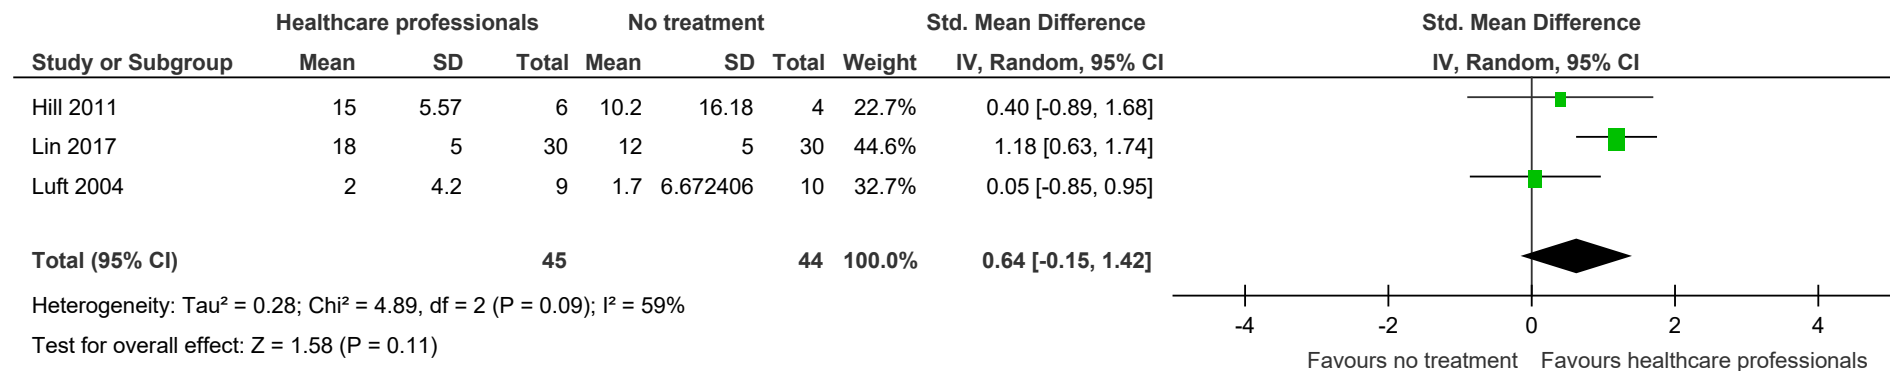 Healthcare professionals No treatment Std. Mean Difference Std. Mean Difference
Study or Subgroup Mean SD Total Mean SD Total Weight IV, Random, 95% CI IV, Random, 95% CI
Hill 2011 15 5.57 6 10.2 16.18 4 22.7% 0.40 [-0.89, 1.68]
Lin 2017 18 5 30 12 5 30 44.6% 1.18 [0.63, 1.74]
Luft 2004 2 4.2 9 1.7 6.672406 10 32.7% 0.05 [-0.85, 0.95]
Total (95% CI) 45 44 100.0% 0.64 [-0.15, 1.42]
Heterogeneity: Tau² = 0.28; Chi² = 4.89, df = 2 (P = 0.09); I² = 59%
Test for overall effect: Z = 1.58 (P = 0.11)
-4 -2 0 2 4
Favours no treatment Favours healthcare professionals